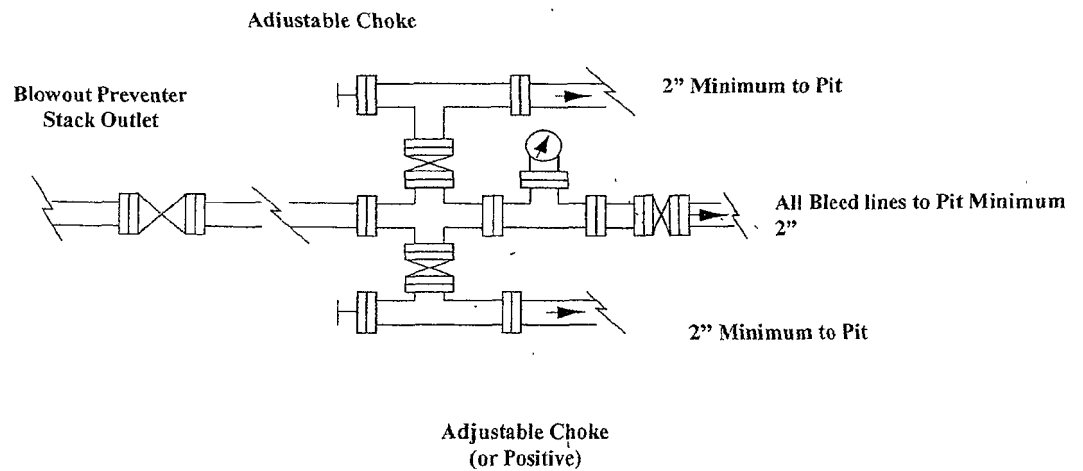 Adiustable Choke
2" Minimum to Pit
Blowout Preventer
Stack Outlet
All Bleed lines to Pit Minimum
2"
2" Minimum to Pit
Adjustable Choke
(or Positive)